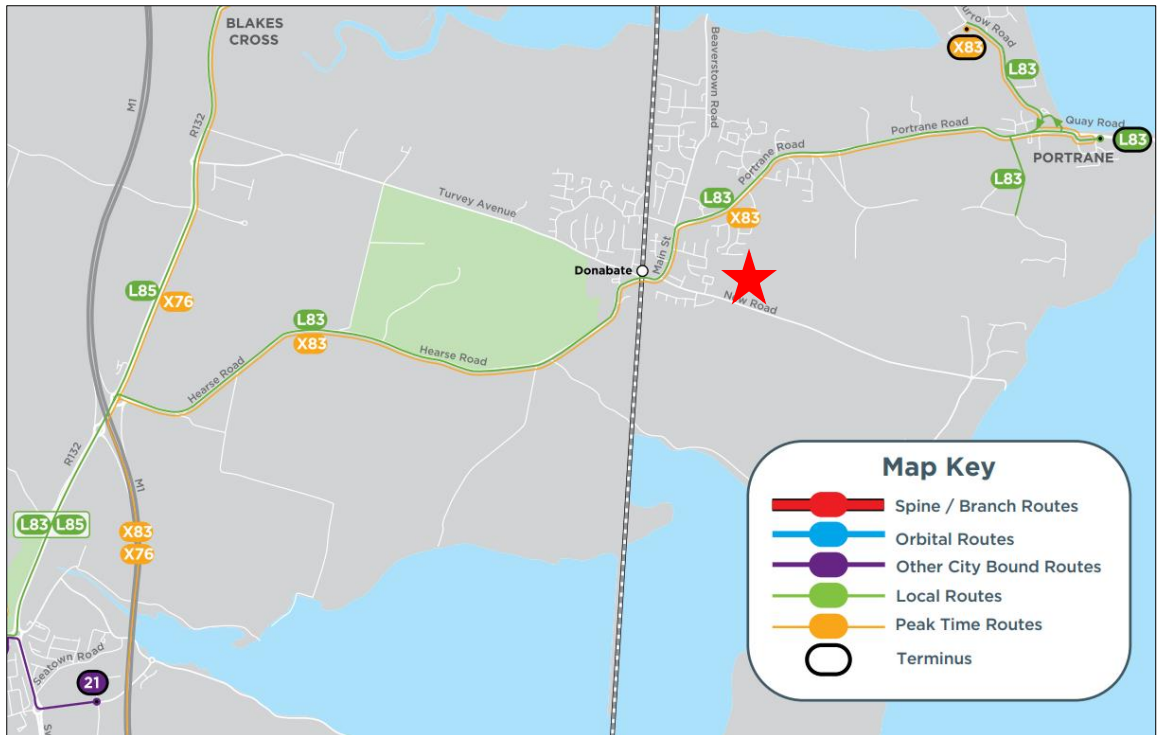 BLAKES
CROSS
M1
R132
Beaverstown Road
X83
L83
Quay Road
L83
PORTRANE
L83
Portrane Road
Portrane Road
L83
X83
Turvey Avenue
Donabate
Main St
New Road
L85
X76
L83
X83
Hearse Road
Hearse Road
R132
M1
L83 L85
X83
X76
Seatown Road
21
Map Key
Spine / Branch Routes
Orbital Routes
Other City Bound Routes
Local Routes
Peak Time Routes
Terminus